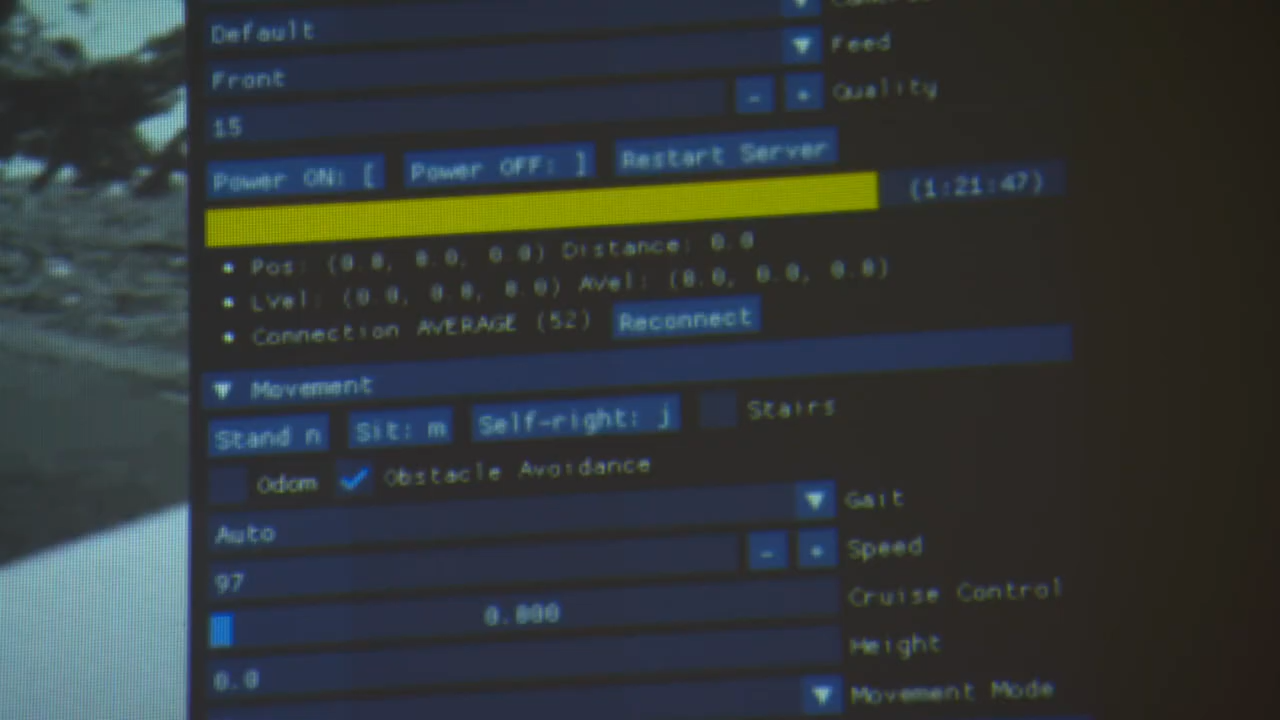 Default
Front Feed
15 - + Quality
Power ON: [ Power OFF: ] Restart Server
(1:21:47)
* Pos: (0.0, 0.0, 0.0) Distance: 0.0
* LVel: (0.0, 0.0, 0.0) AVel: (0.0, 0.0, 0.0)
* Connection AVERAGE (52) Reconnect
Movement
Stand n Sit: m Self-right: j Stairs
Odom Obstacle Avoidance
Auto Gait
97 - + Speed
0.000 Cruise Control
0.0 Height
Movement Mode